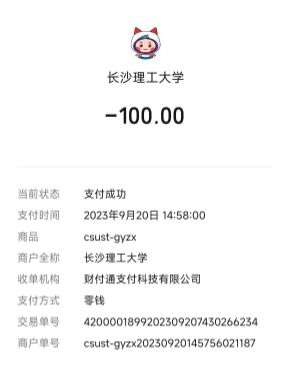 长沙理工大学
-100.00
当前状态 支付成功
支付时间 2023年9月20日 14:58:00
商品 csust-gyzx
商户全称 长沙理工大学
收单机构 财付通支付科技有限公司
支付方式 零钱
交易单号 4200001899202309207430266234
商户单号 csust-gyzx20230920145756021187